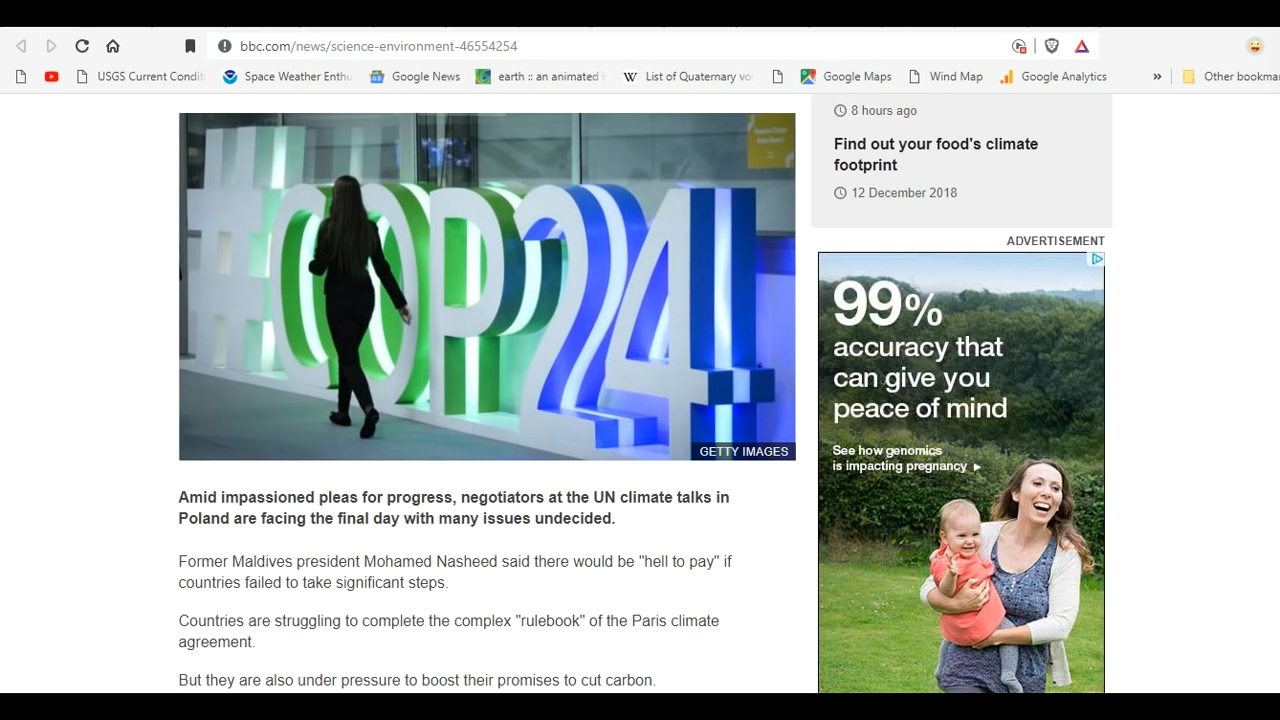 bbc.com/news/science-environment-46554254
USGS Current Condit
Space Weather Enthu
Google News
earth :: an animated
List of Quaternary vo
Google Maps
Wind Map
Google Analytics
»
Other bookma
#COP24
GETTY IMAGES
Amid impassioned pleas for progress, negotiators at the UN climate talks in
Poland are facing the final day with many issues undecided.
Former Maldives president Mohamed Nasheed said there would be "hell to pay" if
countries failed to take significant steps.
Countries are struggling to complete the complex "rulebook" of the Paris climate
agreement.
But they are also under pressure to boost their promises to cut carbon.
8 hours ago
Find out your food's climate
footprint
12 December 2018
ADVERTISEMENT
99%
accuracy that
can give you
peace of mind
See how genomics
is impacting pregnancy